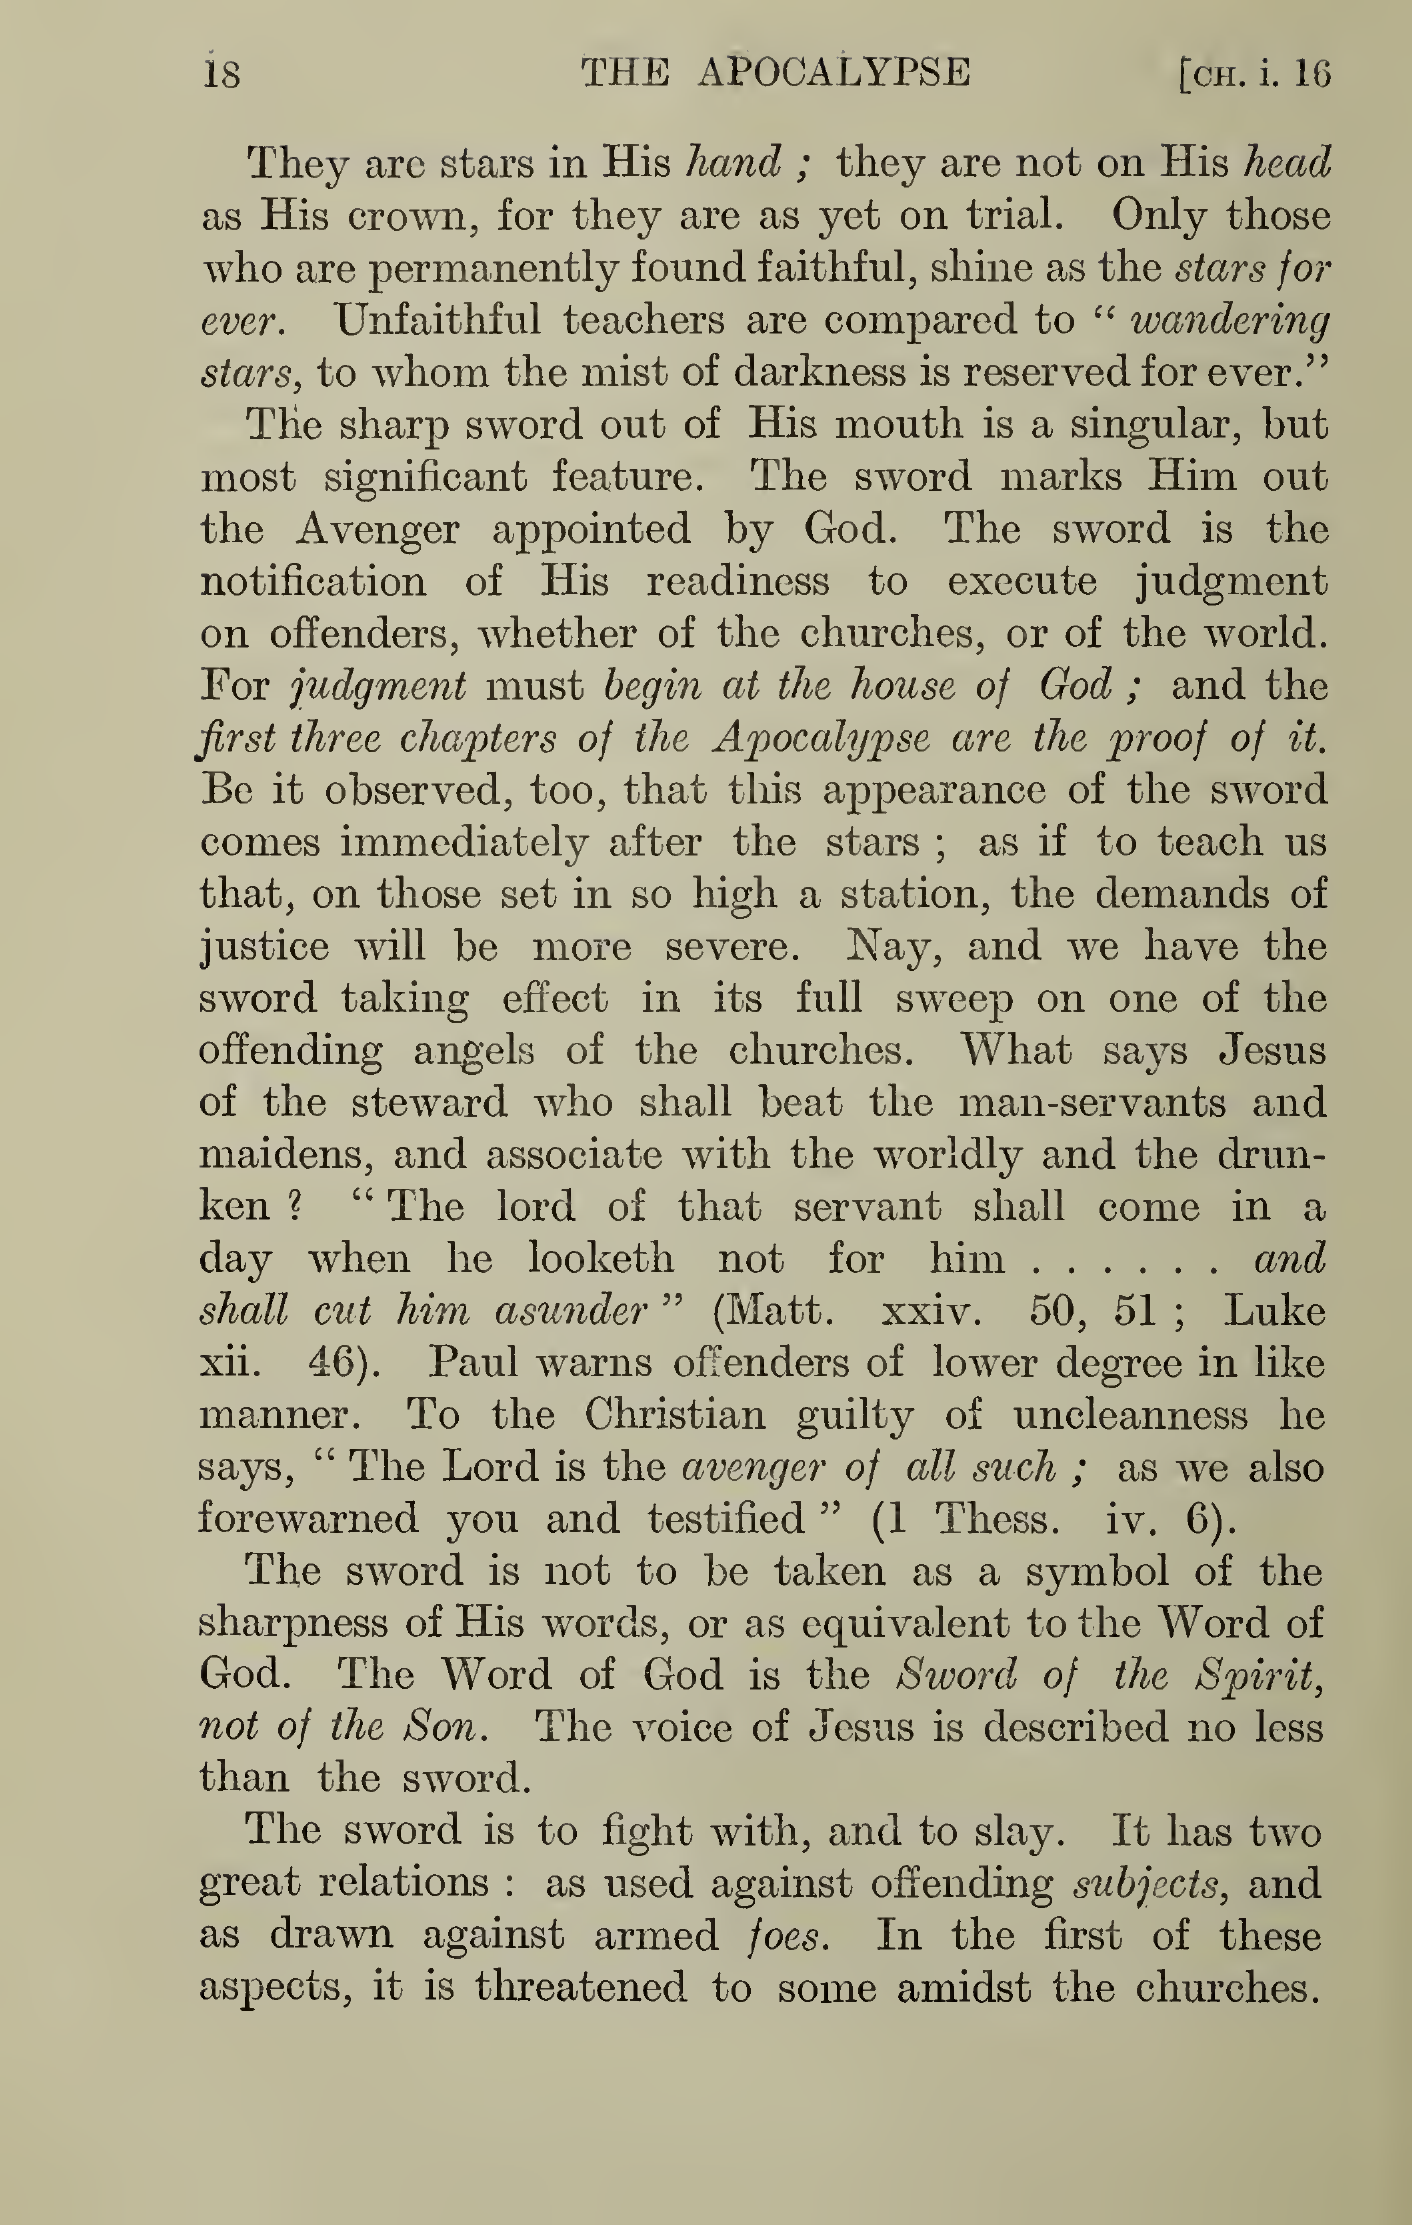 18 THE APOCALYPSE [CH. i. 16
They are stars in His hand ; they are not on His head
as His crown, for they are as yet on trial. Only those
who are permanently found faithful, shine as the stars for
ever. Unfaithful teachers are compared to “ wandering
stars, to whom the mist of darkness is reserved for ever.”
The sharp sword out of His mouth is a singular, but
most significant feature. The sword marks Him out
the Avenger appointed by God. The sword is the
notification of His readiness to execute judgment
on offenders, whether of the churches, or of the world.
For judgment must begin at the house of God ; and the
first three chapters of the Apocalypse are the proof of it.
Be it observed, too, that this appearance of the sword
comes immediately after the stars ; as if to teach us
that, on those set in so high a station, the demands of
justice will be more severe. Nay, and we have the
sword taking effect in its full sweep on one of the
offending angels of the churches. What says Jesus
of the steward who shall beat the man-servants and
maidens, and associate with the worldly and the drun-
ken ? “ The lord of that servant shall come in a
day when he looketh not for him . . . . . . and
shall cut him asunder ” (Matt. xxiv. 50, 51 ; Luke
xii. 46). Paul warns offenders of lower degree in like
manner. To the Christian guilty of uncleanness he
says, “ The Lord is the avenger of all such ; as we also
forewarned you and testified ” (1 Thess. iv. 6).
The sword is not to be taken as a symbol of the
sharpness of His words, or as equivalent to the Word of
God. The Word of God is the Sword of the Spirit,
not of the Son. The voice of Jesus is described no less
than the sword.
The sword is to fight with, and to slay. It has two
great relations : as used against offending subjects, and
as drawn against armed foes. In the first of these
aspects, it is threatened to some amidst the churches.